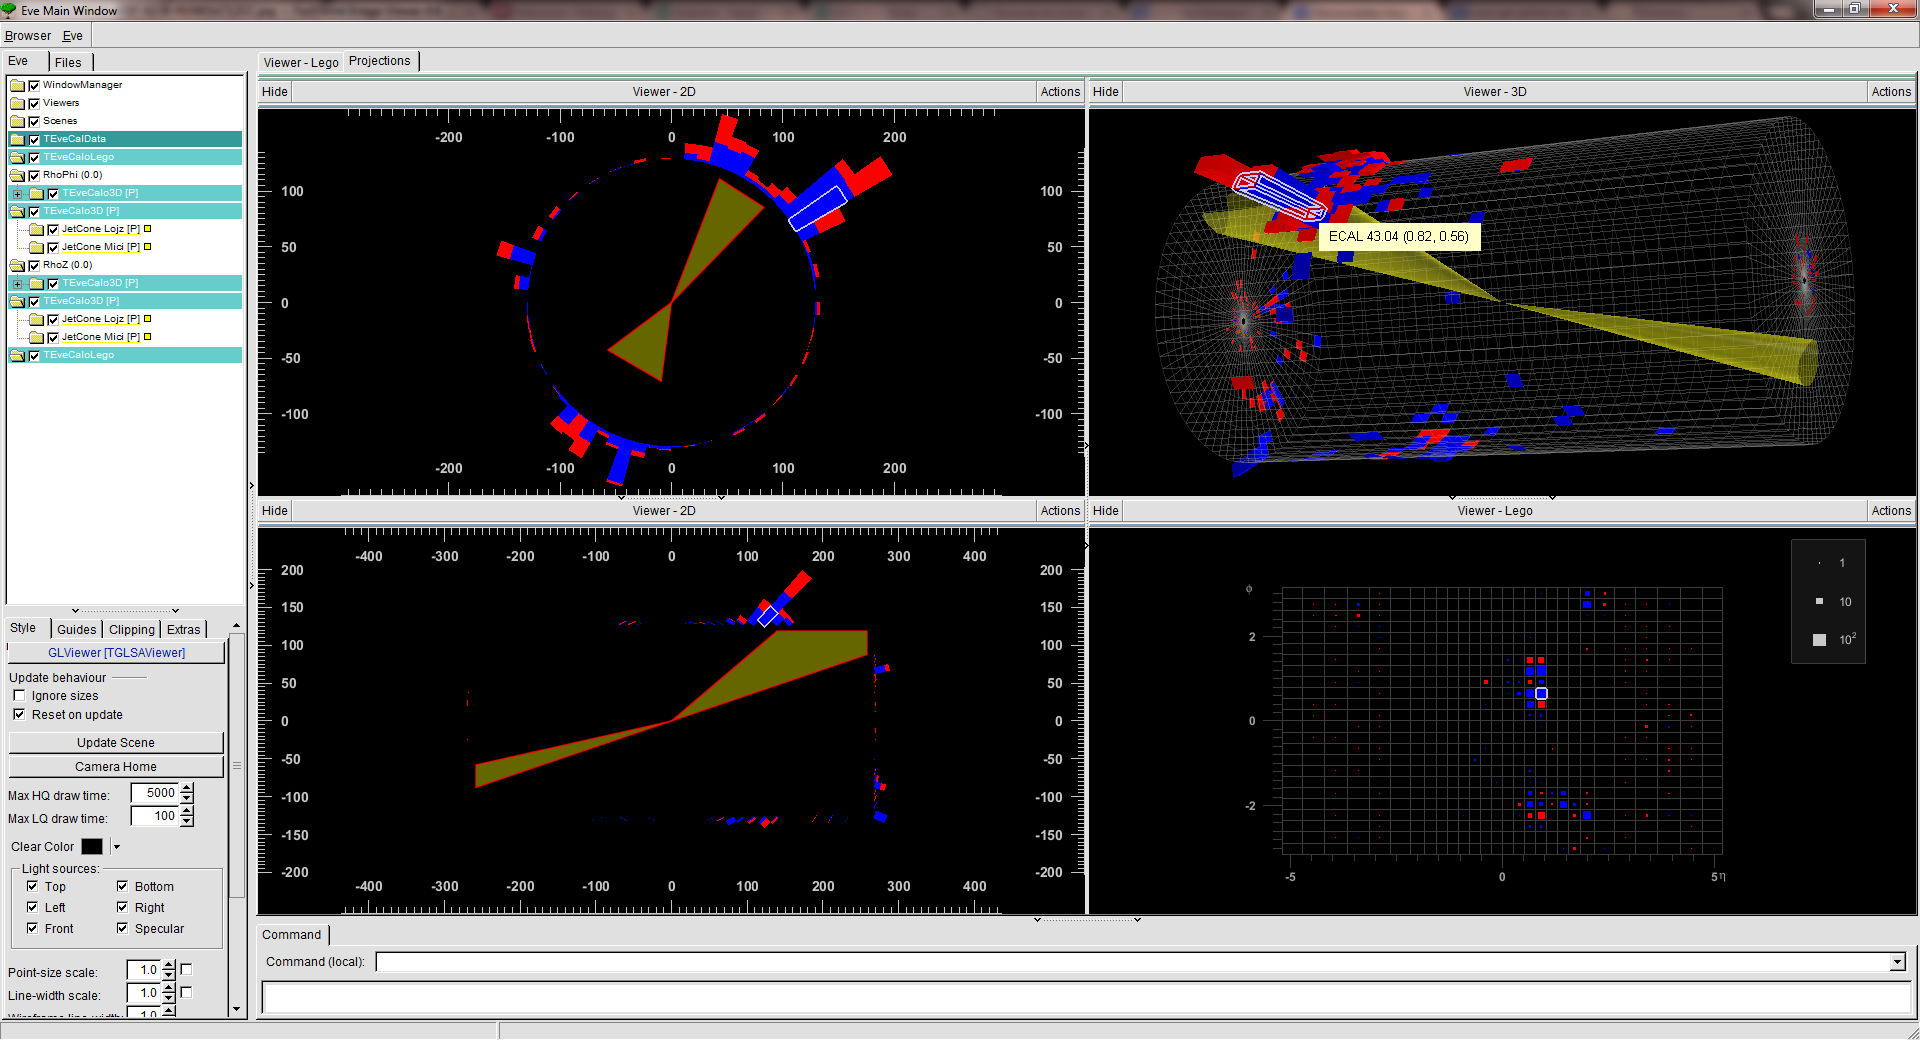 Eve Main Window
Browser Eve
Eve Files
WindowManager
Viewers
Scenes
TEveCalData
TEveCaloLego
RhoPhi (0.0)
TEveCalo3D [P]
TEveCalo3D [P]
JetCone Lojz [P]
JetCone Mici [P]
RhoZ (0.0)
TEveCalo3D [P]
TEveCalo3D [P]
JetCone Lojz [P]
JetCone Mici [P]
TEveCaloLego
Style Guides Clipping Extras
GLViewer [TGLSAViewer]
Update behaviour
Ignore sizes
Reset on update
Update Scene
Camera Home
Max HQ draw time: 5000
Max LQ draw time: 100
Clear Color
Light sources:
Top Bottom
Left Right
Front Specular
Point-size scale: 1.0
Line-width scale: 1.0
Wireframe line-width: 1.0
Viewer - Lego Projections
Hide Viewer - 2D Actions
-200 -100 0 100 200
100 100
50 50
0 0
-50 -50
-100 -100
-200 -100 0 100 200
Hide Viewer - 3D Actions
ECAL 43.04 (0.82, 0.56)
Hide Viewer - 2D Actions
-400 -300 -200 -100 0 100 200 300 400
200 200
150 150
100 100
50 50
0 0
-50 -50
-100 -100
-150 -150
-200 -200
-400 -300 -200 -100 0 100 200 300 400
Hide Viewer - Lego Actions
1
10
10²
ϕ
2
0
-2
-5 0 5 η
Command
Command (local):